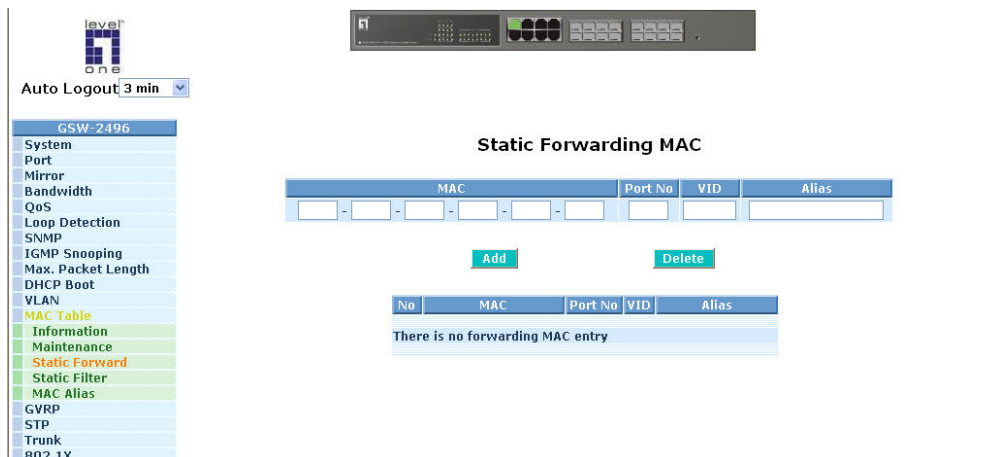 level
one
Auto Logout 3 min
GSW-2496
System
Port
Mirror
Bandwidth
QoS
Loop Detection
SNMP
IGMP Snooping
Max. Packet Length
DHCP Boot
VLAN
MAC Table
Information
Maintenance
Static Forward
Static Filter
MAC Alias
GVRP
STP
Trunk
802.1X
Static Forwarding MAC
MAC Port No VID Alias
- - - - -
Add Delete
No MAC Port No VID Alias
There is no forwarding MAC entry